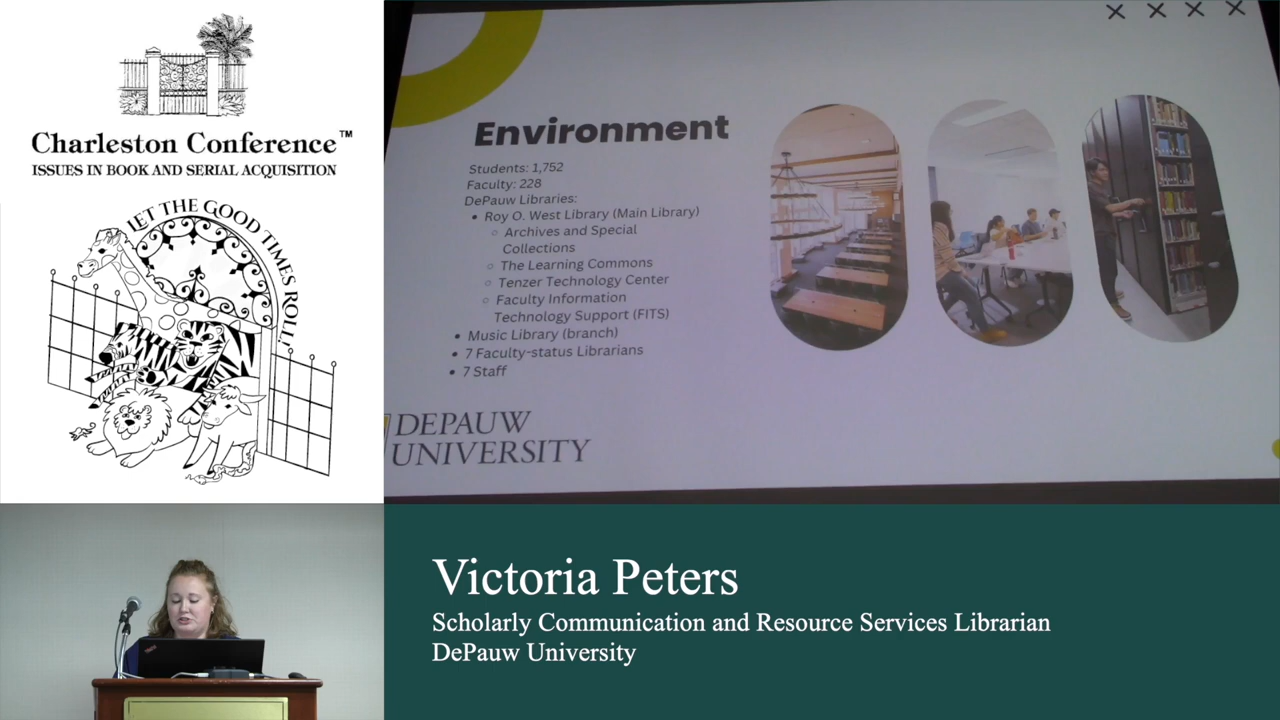 Charleston Conference™
ISSUES IN BOOK AND SERIAL ACQUISITION
LET THE GOOD TIMES ROLL!
Environment
Students: 1,752
Faculty: 228
DePauw Libraries:
• Roy O. West Library (Main Library)
○ Archives and Special
Collections
○ The Learning Commons
○ Tenzer Technology Center
○ Faculty Information
Technology Support (FITS)
• Music Library (branch)
• 7 Faculty-status Librarians
• 7 Staff
DEPAUW
UNIVERSITY
Victoria Peters
Scholarly Communication and Resource Services Librarian
DePauw University